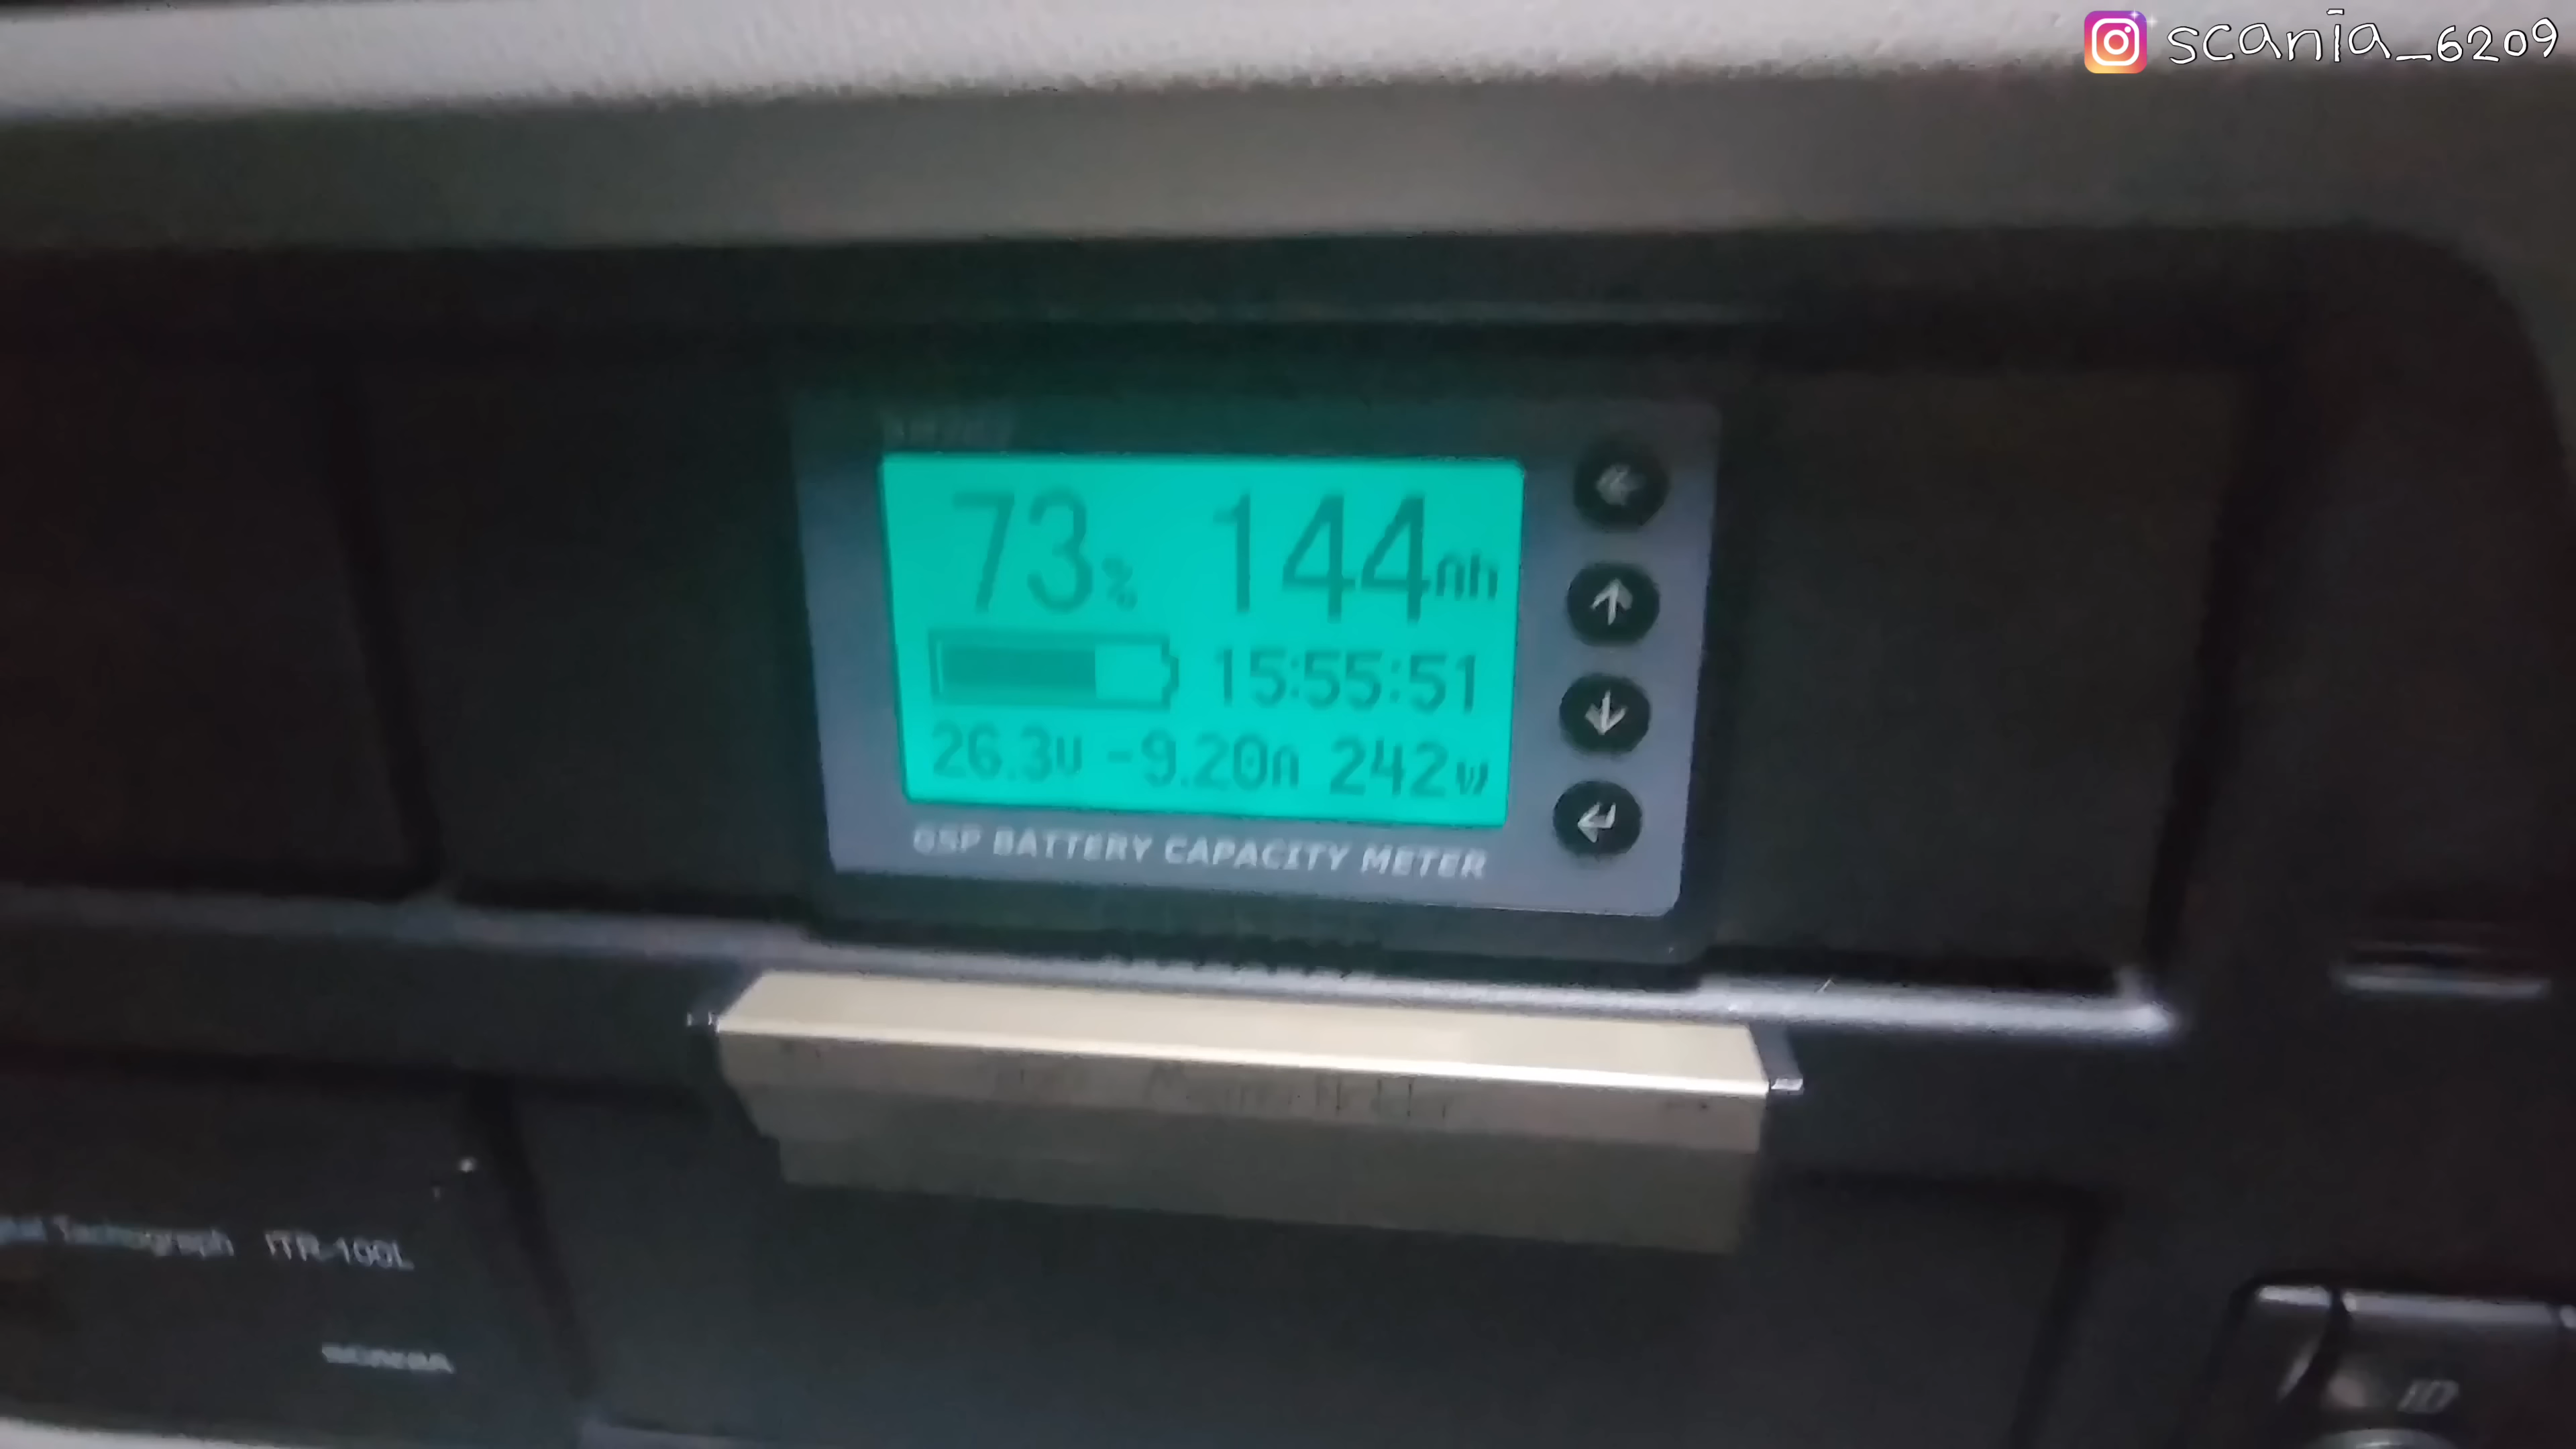 scania_6209
73% 144Ah
15:55:51
26.3V -9.20A 242W
GSP BATTERY CAPACITY METER
Tachograph ITR-100L